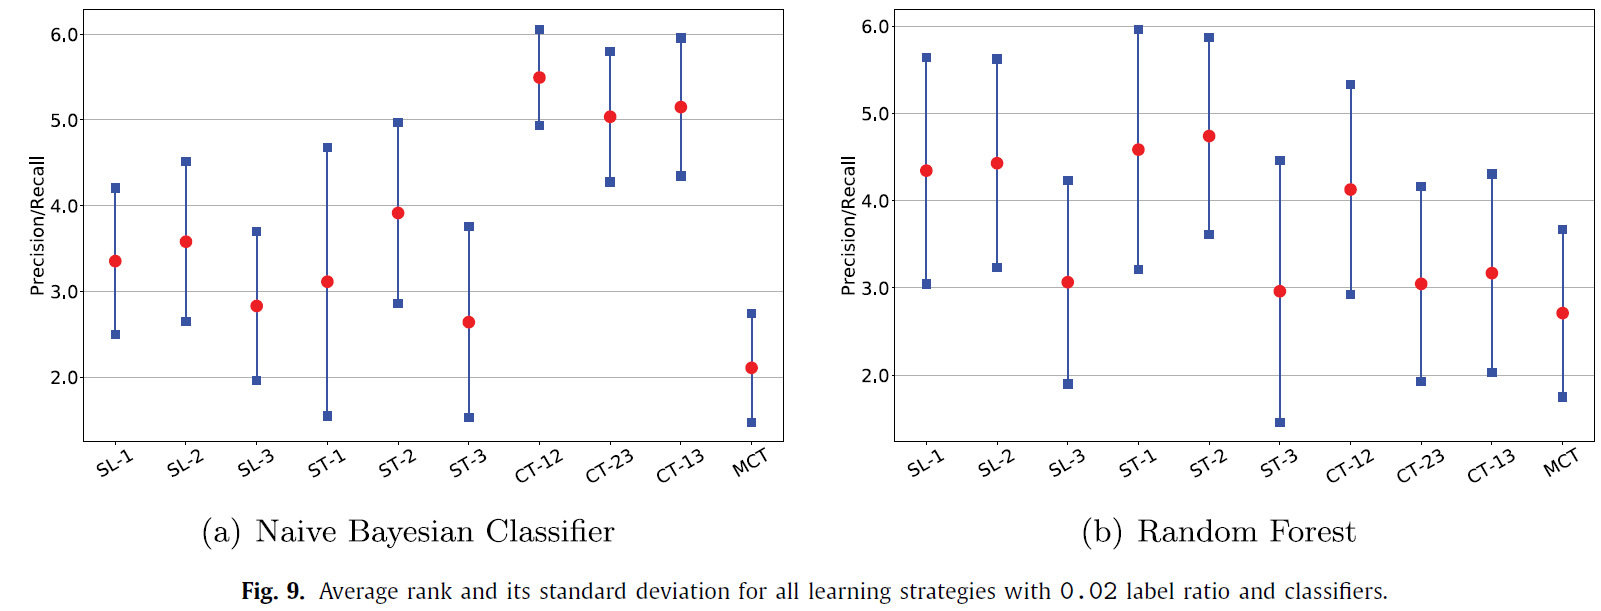 6.0
5.0
4.0
3.0
2.0
Precision/Recall
SL-1 SL-2 SL-3 ST-1 ST-2 ST-3 CT-12 CT-23 CT-13 MCT
(a) Naive Bayesian Classifier
6.0
5.0
4.0
3.0
2.0
Precision/Recall
SL-1 SL-2 SL-3 ST-1 ST-2 ST-3 CT-12 CT-23 CT-13 MCT
(b) Random Forest
Fig. 9. Average rank and its standard deviation for all learning strategies with 0.02 label ratio and classifiers.